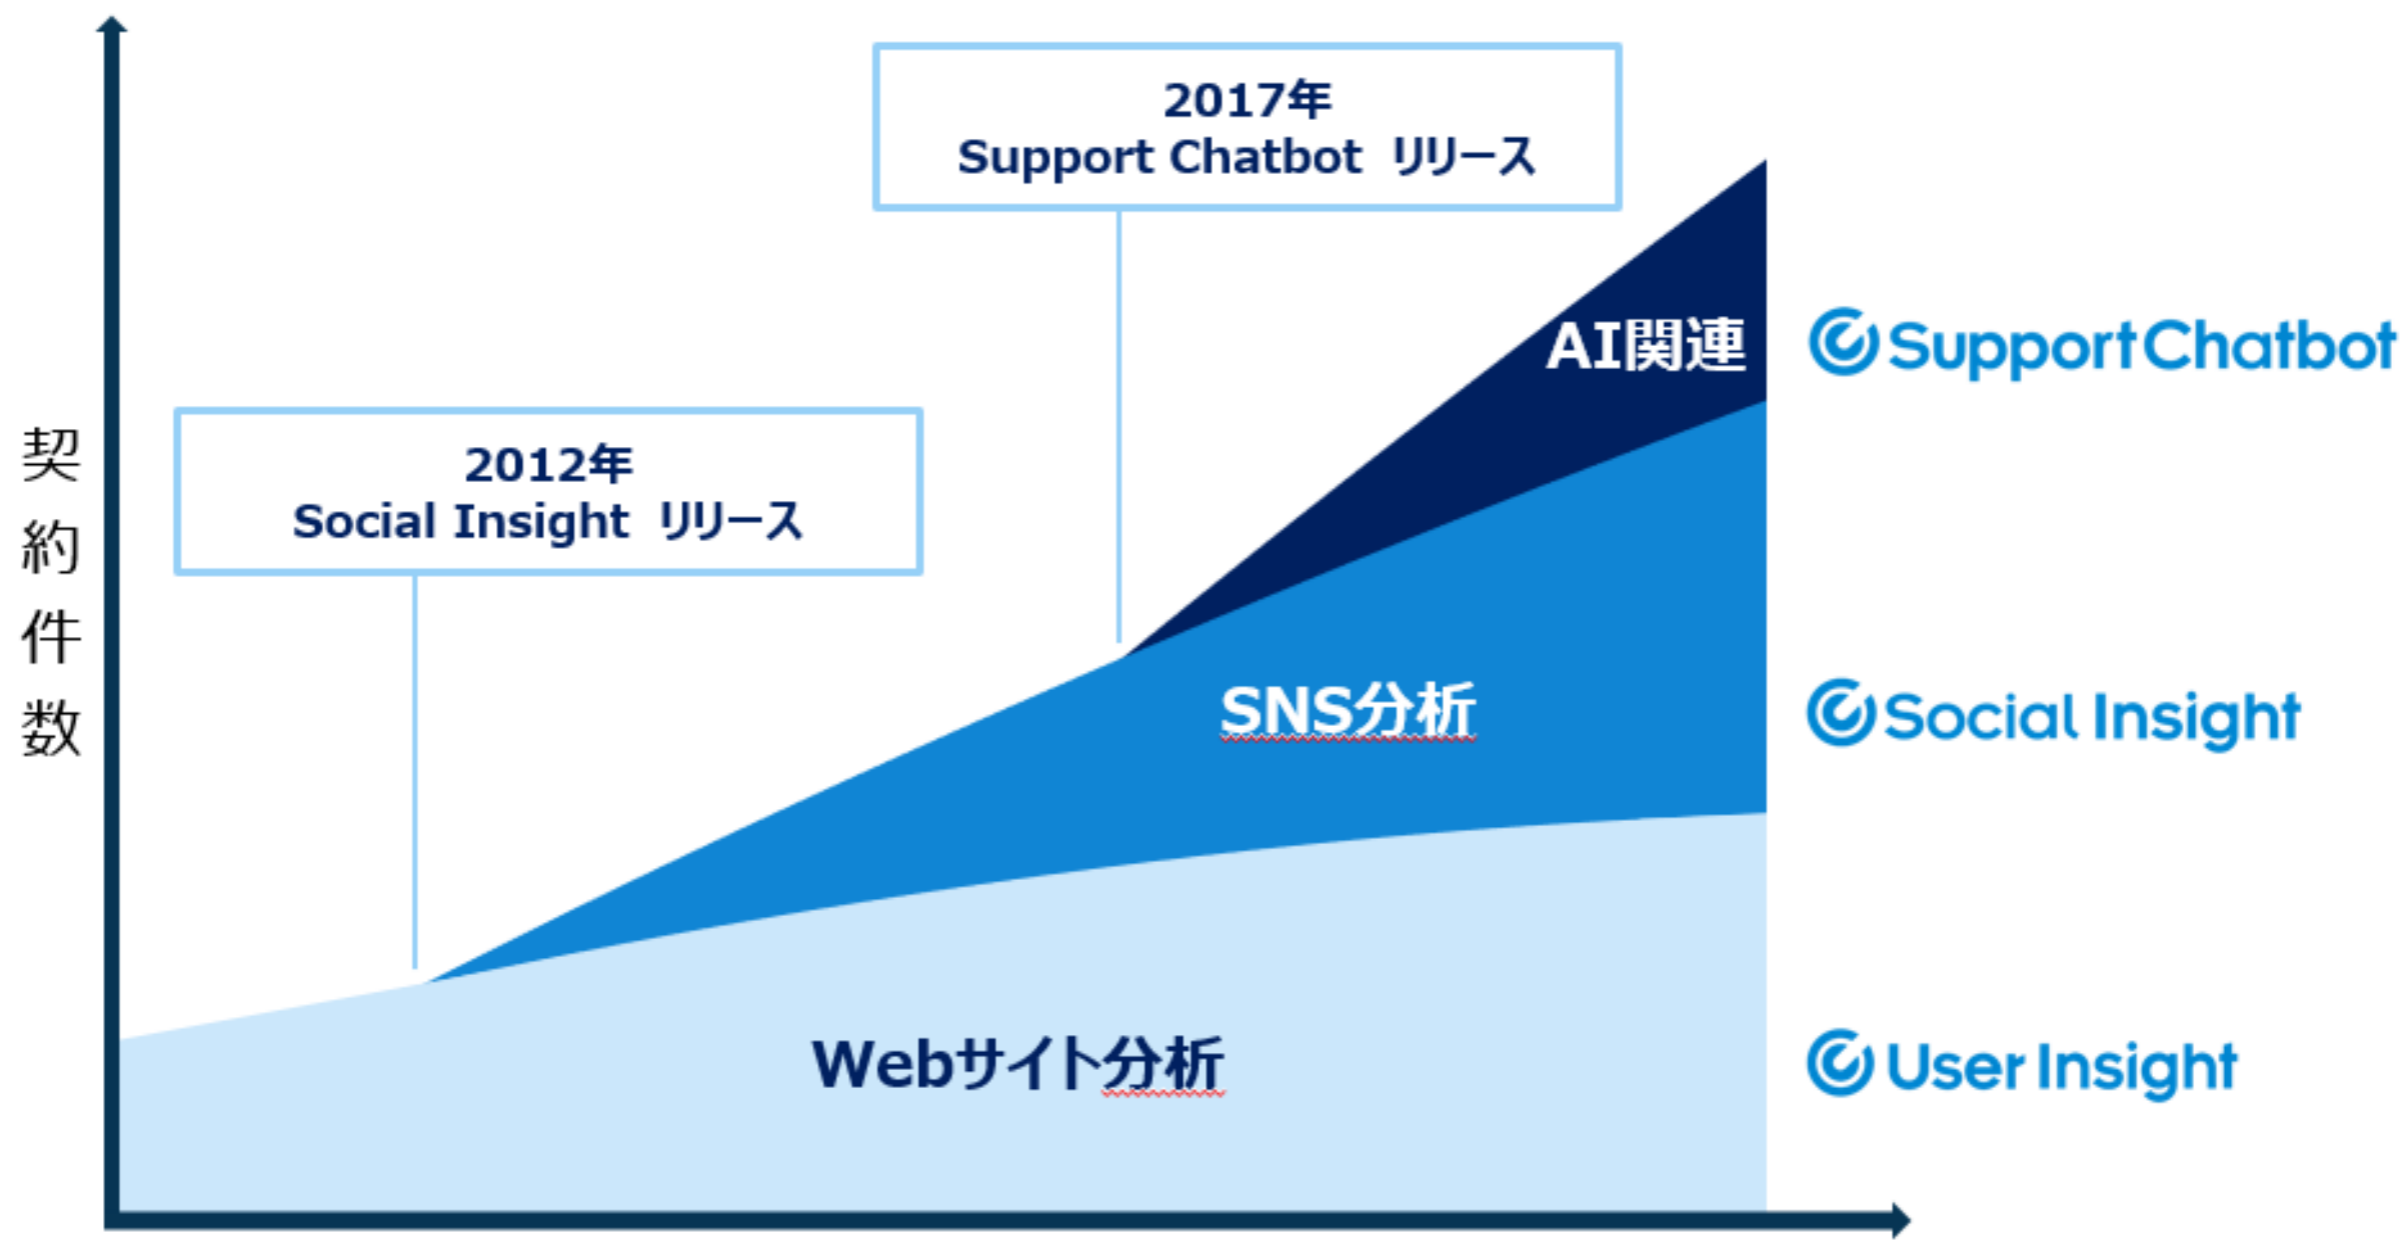 2017年
Support Chatbot リリース
AI関連
Support Chatbot
契約件数
2012年
Social Insight リリース
SNS分析
Social Insight
Webサイト分析
User Insight